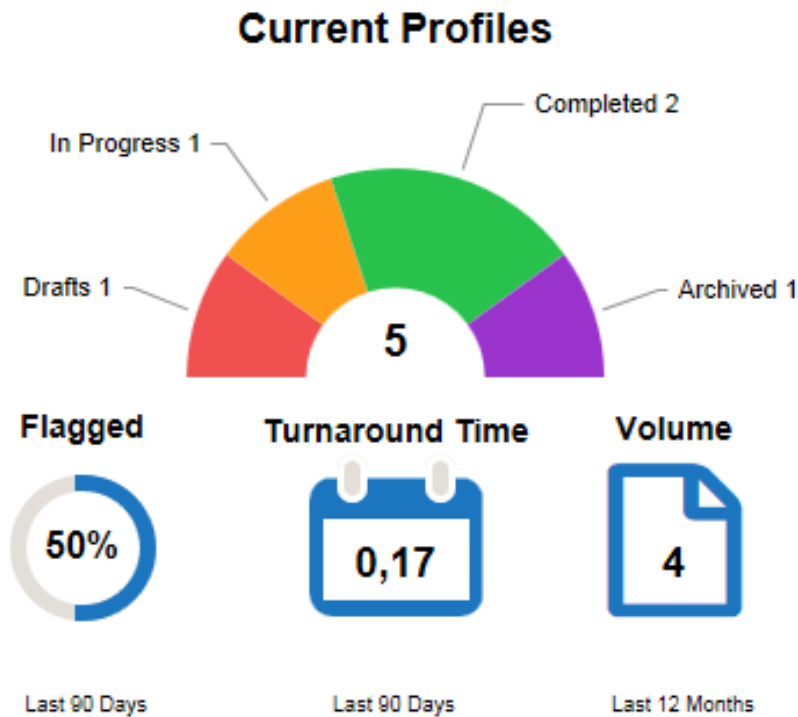 Current Profiles
Completed 2
In Progress 1
Drafts 1
Archived 1
5
Flagged
Turnaround Time
Volume
50%
0,17
4
Last 90 Days
Last 90 Days
Last 12 Months